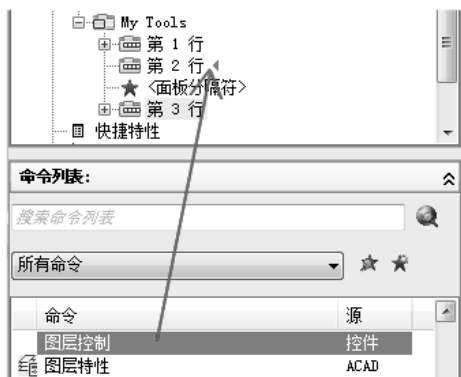 My Tools
第 1 行
第 2 行
<面板分隔符>
第 3 行
快捷特性
命令列表:
搜索命令列表
所有命令
命令 源
图层控制 控件
图层特性 ACAD